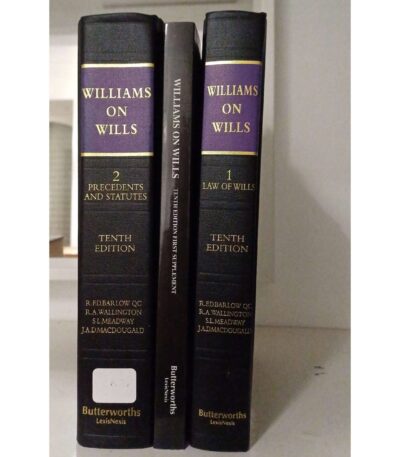 WILLIAMS
ON
WILLS
2
PRECEDENTS
AND STATUTES
TENTH
EDITION
R.F.D.BARLOW QC
R.A.WALLINGTON
S.L.MEADWAY
J.A.D.MACDOUGALD
Butterworths
LexisNexis
WILLIAMS ON WILLS TENTH EDITION FIRST SUPPLEMENT
Butterworths
LexisNexis
WILLIAMS
ON
WILLS
1
LAW OF WILLS
TENTH
EDITION
R.F.D.BARLOW QC
R.A.WALLINGTON
S.L.MEADWAY
J.A.D.MACDOUGALD
Butterworths
LexisNexis